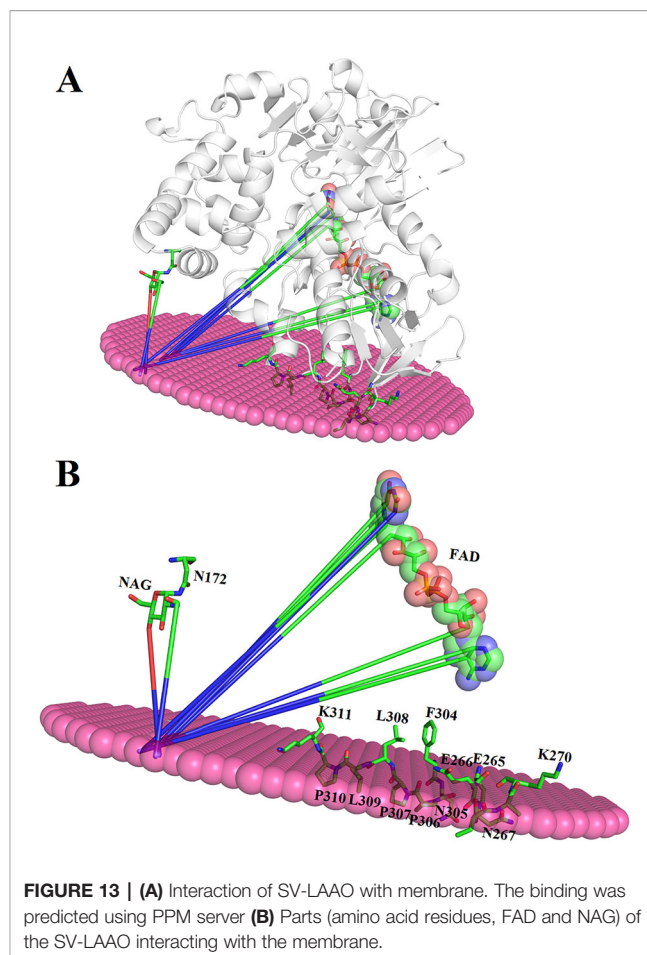 A
B
FAD
NAG
N172
K311
L308
F304
E266
E265
K270
P310
L309
P307
P306
N305
N267
FIGURE 13 | (A) Interaction of SV-LAAO with membrane. The binding was
predicted using PPM server (B) Parts (amino acid residues, FAD and NAG) of
the SV-LAAO interacting with the membrane.